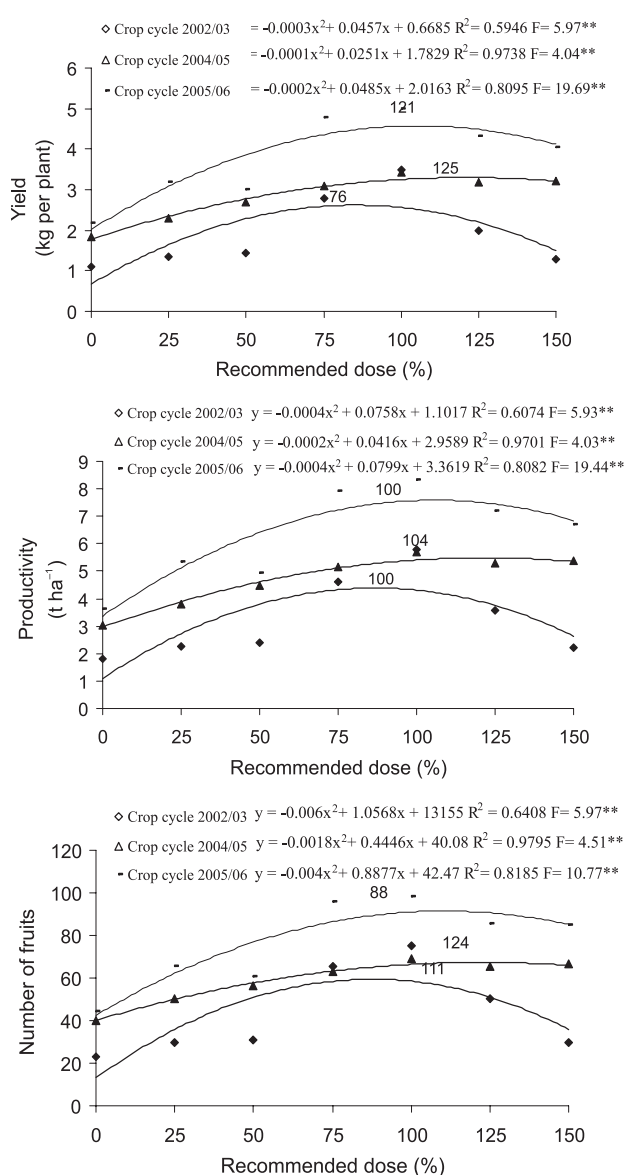 Crop cycle 2002/03 = -0.0003x² + 0.0457x + 0.6685 R² = 0.5946 F= 5.97**
Crop cycle 2004/05 = -0.0001x² + 0.0251x + 1.7829 R² = 0.9738 F= 4.04**
Crop cycle 2005/06 = -0.0002x² + 0.0485x + 2.0163 R² = 0.8095 F= 19.69**
Yield
(kg per plant)
6
5
4
3
2
1
0
121
125
76
0 25 50 75 100 125 150
Recommended dose (%)
Crop cycle 2002/03 y = -0.0004x² + 0.0758x + 1.1017 R² = 0.6074 F= 5.93**
Crop cycle 2004/05 y = -0.0002x² + 0.0416x + 2.9589 R² = 0.9701 F= 4.03**
Crop cycle 2005/06 y = -0.0004x² + 0.0799x + 3.3619 R² = 0.8082 F= 19.44**
Productivity
(t ha⁻¹)
9
8
7
6
5
4
3
2
1
0
100
104
100
0 25 50 75 100 125 150
Recommended dose (%)
Crop cycle 2002/03 y = -0.006x² + 1.0568x + 13155 R² = 0.6408 F= 5.97**
Crop cycle 2004/05 y = -0.0018x² + 0.4446x + 40.08 R² = 0.9795 F= 4.51**
Crop cycle 2005/06 y = -0.004x² + 0.8877x + 42.47 R² = 0.8185 F= 10.77**
Number of fruits
120
100
80
60
40
20
0
88
124
111
0 25 50 75 100 125 150
Recommended dose (%)